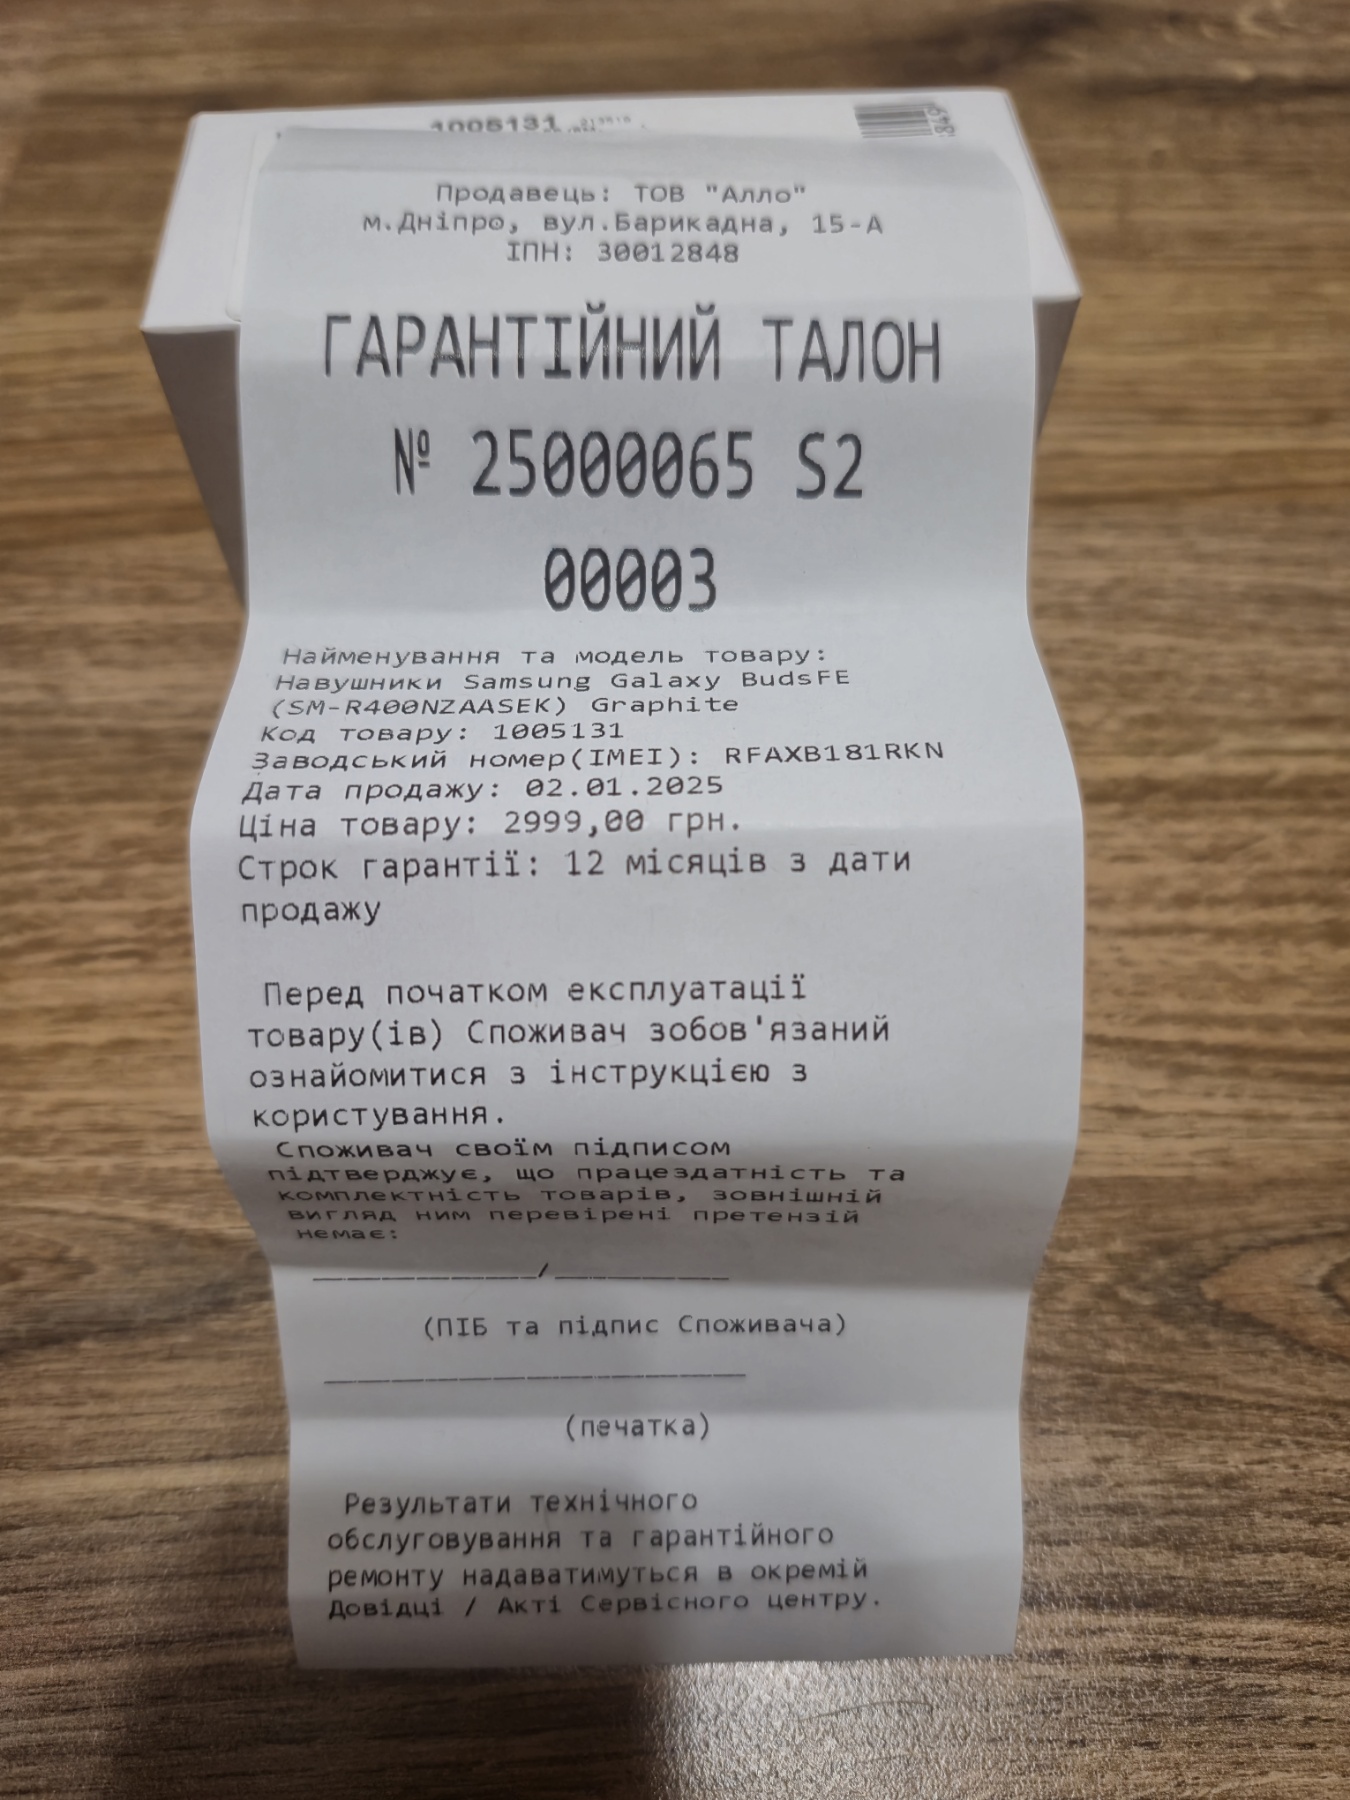 1005131
Продавець: ТОВ "Алло"
м.Дніпро, вул.Барикадна, 15-А
ІПН: 30012848
ГАРАНТІЙНИЙ ТАЛОН
№ 25000065 S2
00003
Найменування та модель товару:
Навушники Samsung Galaxy BudsFE
(SM-R400NZAASEK) Graphite
Код товару: 1005131
Заводський номер(IMEI): RFAXB181RKN
Дата продажу: 02.01.2025
Ціна товару: 2999,00 грн.
Строк гарантії: 12 місяців з дати
продажу
Перед початком експлуатації
товару(ів) Споживач зобов'язаний
ознайомитися з інструкцією з
користування.
Споживач своїм підписом
підтверджує, що працездатність та
комплектність товарів, зовнішній
вигляд ним перевірені претензій
немає:
____________/__________
(ПІБ та підпис Споживача)
________________________
(печатка)
Результати технічного
обслуговування та гарантійного
ремонту надаватимуться в окремій
Довідці / Акті Сервісного центру.